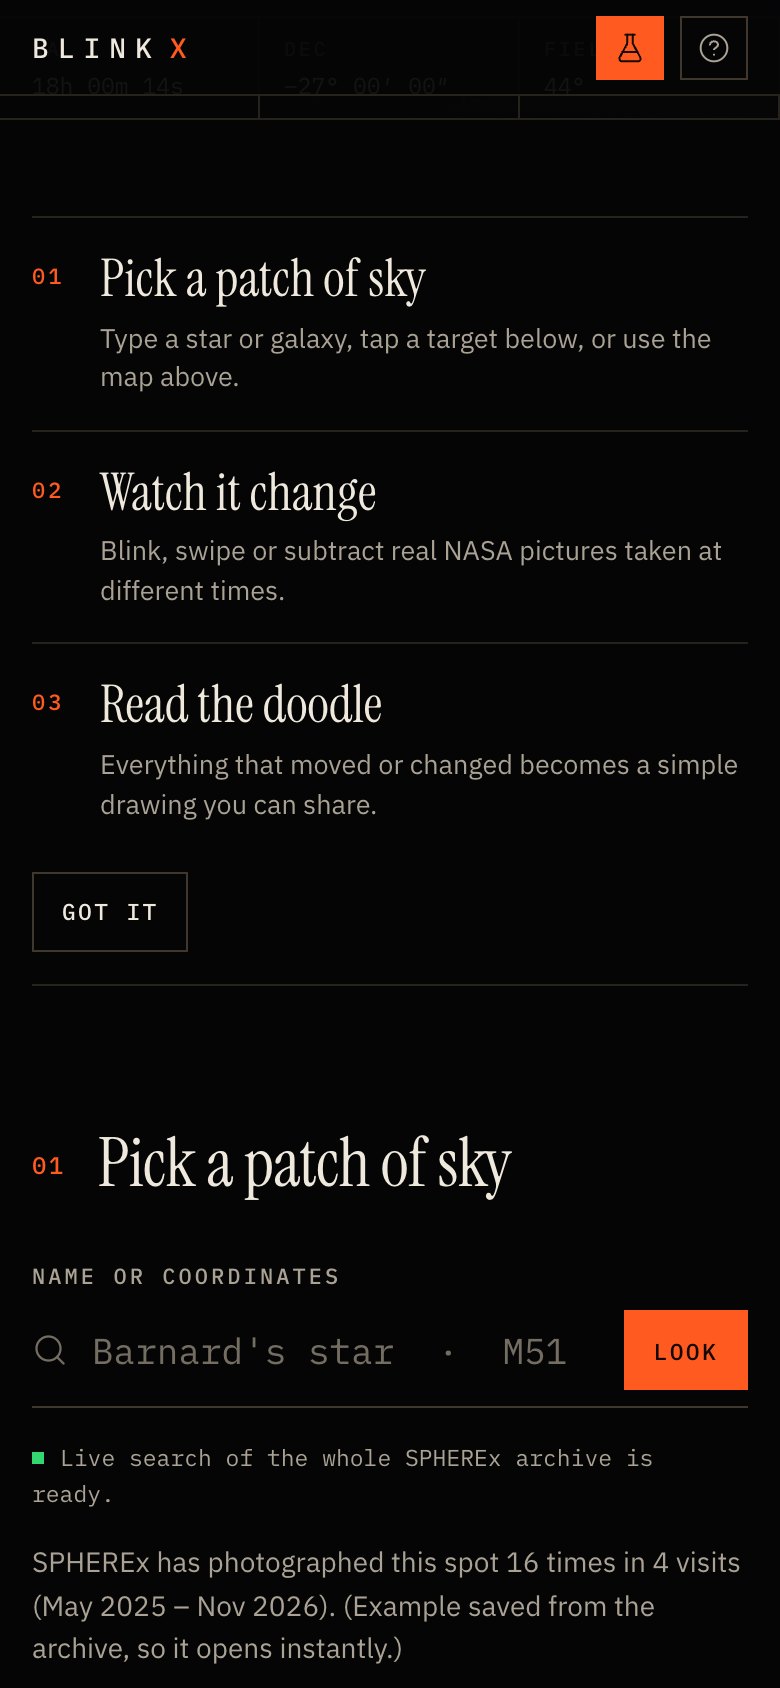 BLINK X
DEC
FIE
18h 00m 14s
−27° 00′ 00″
44°
01
Pick a patch of sky
Type a star or galaxy, tap a target below, or use the
map above.
02
Watch it change
Blink, swipe or subtract real NASA pictures taken at
different times.
03
Read the doodle
Everything that moved or changed becomes a simple
drawing you can share.
GOT IT
01
Pick a patch of sky
NAME OR COORDINATES
Barnard's star · M51
LOOK
Live search of the whole SPHEREx archive is
ready.
SPHEREx has photographed this spot 16 times in 4 visits
(May 2025 – Nov 2026). (Example saved from the
archive, so it opens instantly.)